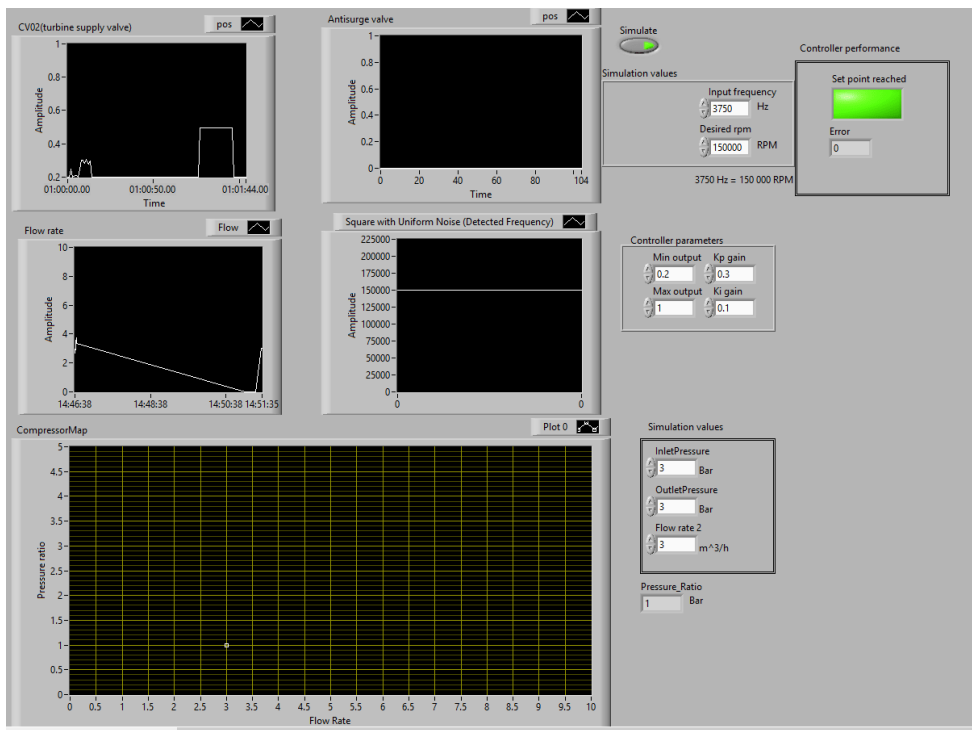 CV02(turbine supply valve)
pos
1
0.8
0.6
0.4
0.2
Amplitude
01:00:00.00 01:00:50.00 01:01:44.00
Time
Antisurge valve
pos
1
0.8
0.6
0.4
0.2
0
Amplitude
0 20 40 60 80 104
Time
Simulate
Simulation values
Input frequency
3750 Hz
Desired rpm
150000 RPM
3750 Hz = 150 000 RPM
Controller performance
Set point reached
Error
0
Flow rate
Flow
10
8
6
4
2
0
Amplitude
14:46:38 14:48:38 14:50:38 14:51:35
Square with Uniform Noise (Detected Frequency)
225000
200000
175000
150000
125000
100000
75000
50000
25000
0
Amplitude
0 0
Controller parameters
Min output Kp gain
0.2 0.3
Max output Ki gain
1 0.1
CompressorMap
Plot 0
5
4.5
4
3.5
3
2.5
2
1.5
1
0.5
0
Pressure ratio
0 0.5 1 1.5 2 2.5 3 3.5 4 4.5 5 5.5 6 6.5 7 7.5 8 8.5 9 9.5 10
Flow Rate
Simulation values
InletPressure
3 Bar
OutletPressure
3 Bar
Flow rate 2
3 m^3/h
Pressure_Ratio
1 Bar